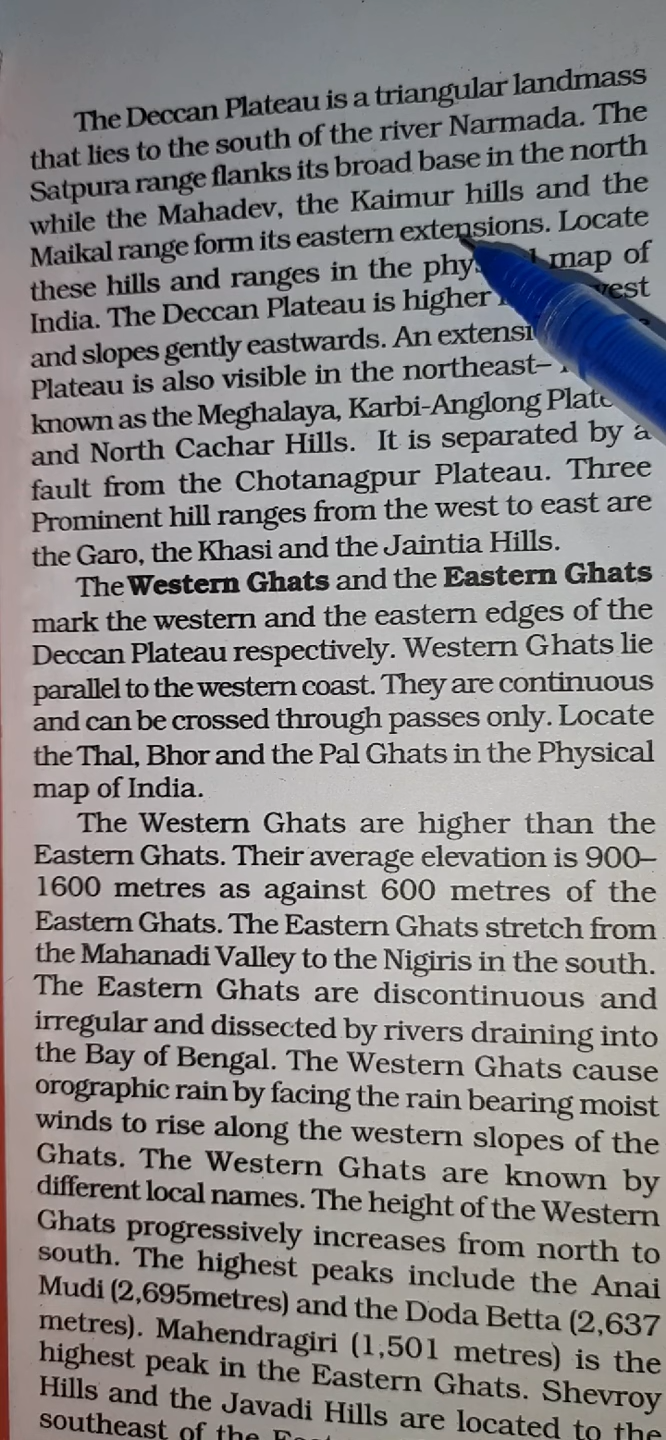 The Deccan Plateau is a triangular landmass
that lies to the south of the river Narmada. The
Satpura range flanks its broad base in the north
while the Mahadev, the Kaimur hills and the
Maikal range form its eastern extensions. Locate
these hills and ranges in the map of
India. The Deccan Plateau is higher
and slopes gently eastwards. An
Plateau is also visible in the northeast–
known as the Meghalaya, Karbi-Anglong
and North Cachar Hills. It is separated by a
fault from the Chotanagpur Plateau. Three
Prominent hill ranges from the west to east are
the Garo, the Khasi and the Jaintia Hills.
The Western Ghats and the Eastern Ghats
mark the western and the eastern edges of the
Deccan Plateau respectively. Western Ghats lie
parallel to the western coast. They are continuous
and can be crossed through passes only. Locate
the Thal, Bhor and the Pal Ghats in the Physical
map of India.
The Western Ghats are higher than the
Eastern Ghats. Their average elevation is 900–
1600 metres as against 600 metres of the
Eastern Ghats. The Eastern Ghats stretch from
the Mahanadi Valley to the Nigiris in the south.
The Eastern Ghats are discontinuous and
irregular and dissected by rivers draining into
the Bay of Bengal. The Western Ghats cause
orographic rain by facing the rain bearing moist
winds to rise along the western slopes of the
Ghats. The Western Ghats are known by
different local names. The height of the Western
Ghats progressively increases from north to
south. The highest peaks include the Anai
Mudi (2,695metres) and the Doda Betta (2,637
metres). Mahendragiri (1,501 metres) is the
highest peak in the Eastern Ghats. Shevroy
Hills and the Javadi Hills are located to the
southeast of the